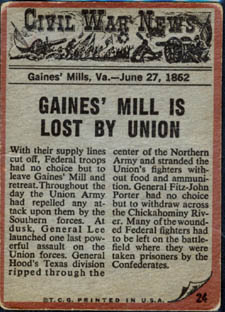 CIVIL WAR NEWS
Gaines' Mills, Va.—June 27, 1862
GAINES' MILL IS
LOST BY UNION
With their supply lines
cut off, Federal troops
had no choice but to
leave Gaines' Mill and
retreat. Throughout the
day the Union Army
had repelled any at-
tack upon them by the
Southern forces. At
dusk, General Lee
launched one last pow-
erful assault on the
Union forces. General
Hood's Texas division
ripped through the
center of the Northern
Army and stranded the
Union's fighters with-
out food and ammuni-
tion. General Fitz-John
Porter had no choice
but to withdraw across
the Chickahominy Riv-
er. Many of the wound-
ed Federal fighters had
to be left on the battle-
field where they were
taken prisoners by the
Confederates.
24
©T.C.G. PRINTED IN U.S.A.